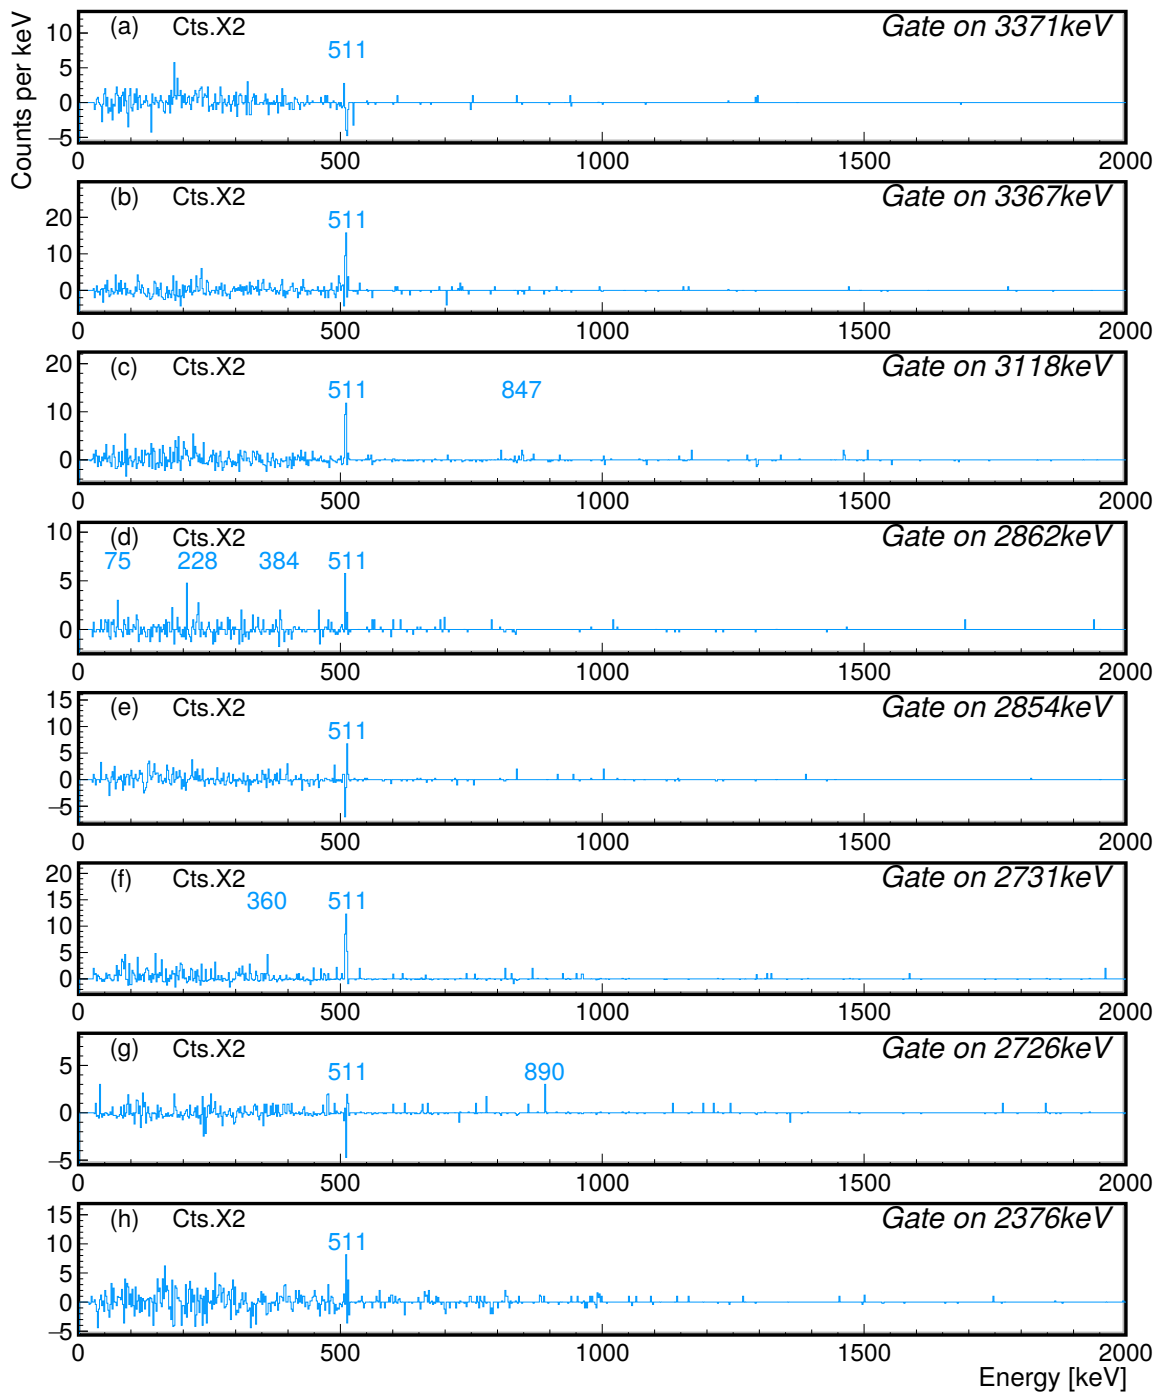 Counts per keV
(a) Cts.X2 Gate on 3371keV
511
10
5
0
−5
0 500 1000 1500 2000
(b) Cts.X2 Gate on 3367keV
511
20
10
0
0 500 1000 1500 2000
(c) Cts.X2 Gate on 3118keV
511 847
20
10
0
0 500 1000 1500 2000
(d) Cts.X2 Gate on 2862keV
75 228 384 511
10
5
0
0 500 1000 1500 2000
(e) Cts.X2 Gate on 2854keV
511
15
10
5
0
−5
0 500 1000 1500 2000
(f) Cts.X2 Gate on 2731keV
360 511
20
15
10
5
0
0 500 1000 1500 2000
(g) Cts.X2 Gate on 2726keV
511 890
5
0
−5
0 500 1000 1500 2000
(h) Cts.X2 Gate on 2376keV
511
15
10
5
0
−5
0 500 1000 1500 2000
Energy [keV]